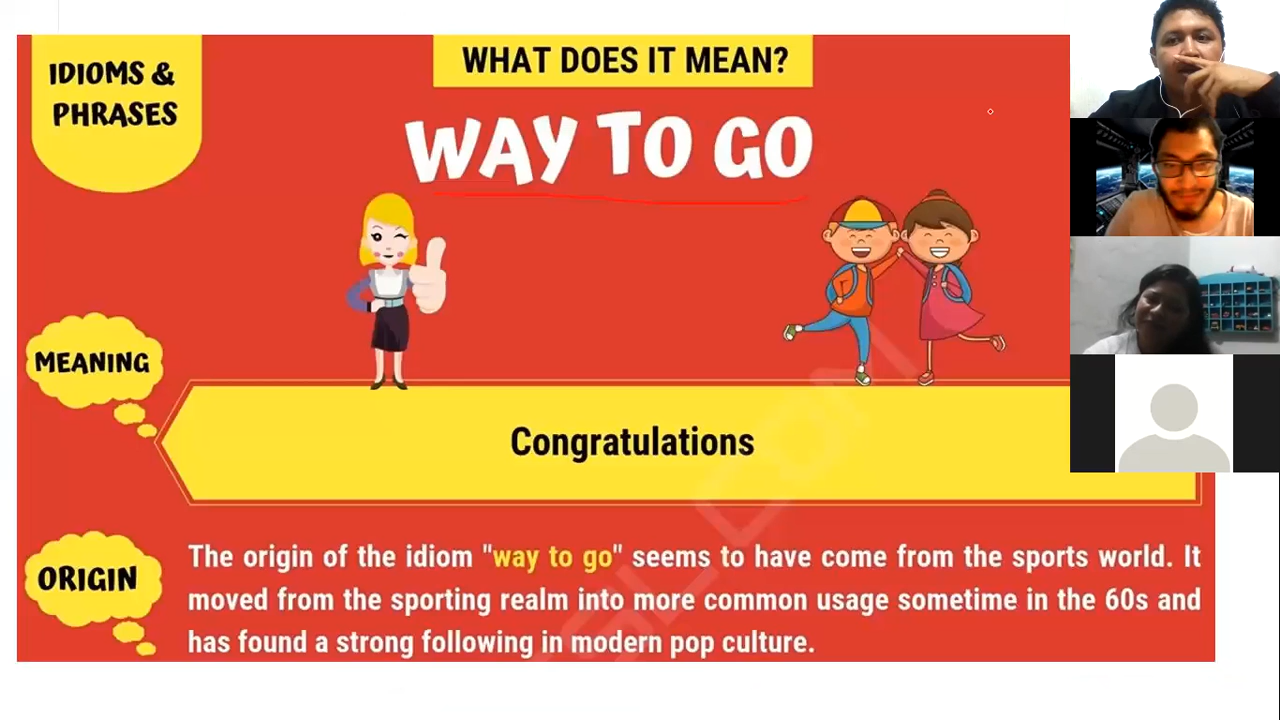 IDIOMS &
PHRASES
WHAT DOES IT MEAN?
WAY TO GO
MEANING
Congratulations
ORIGIN
The origin of the idiom "way to go" seems to have come from the sports world. It
moved from the sporting realm into more common usage sometime in the 60s and
has found a strong following in modern pop culture.